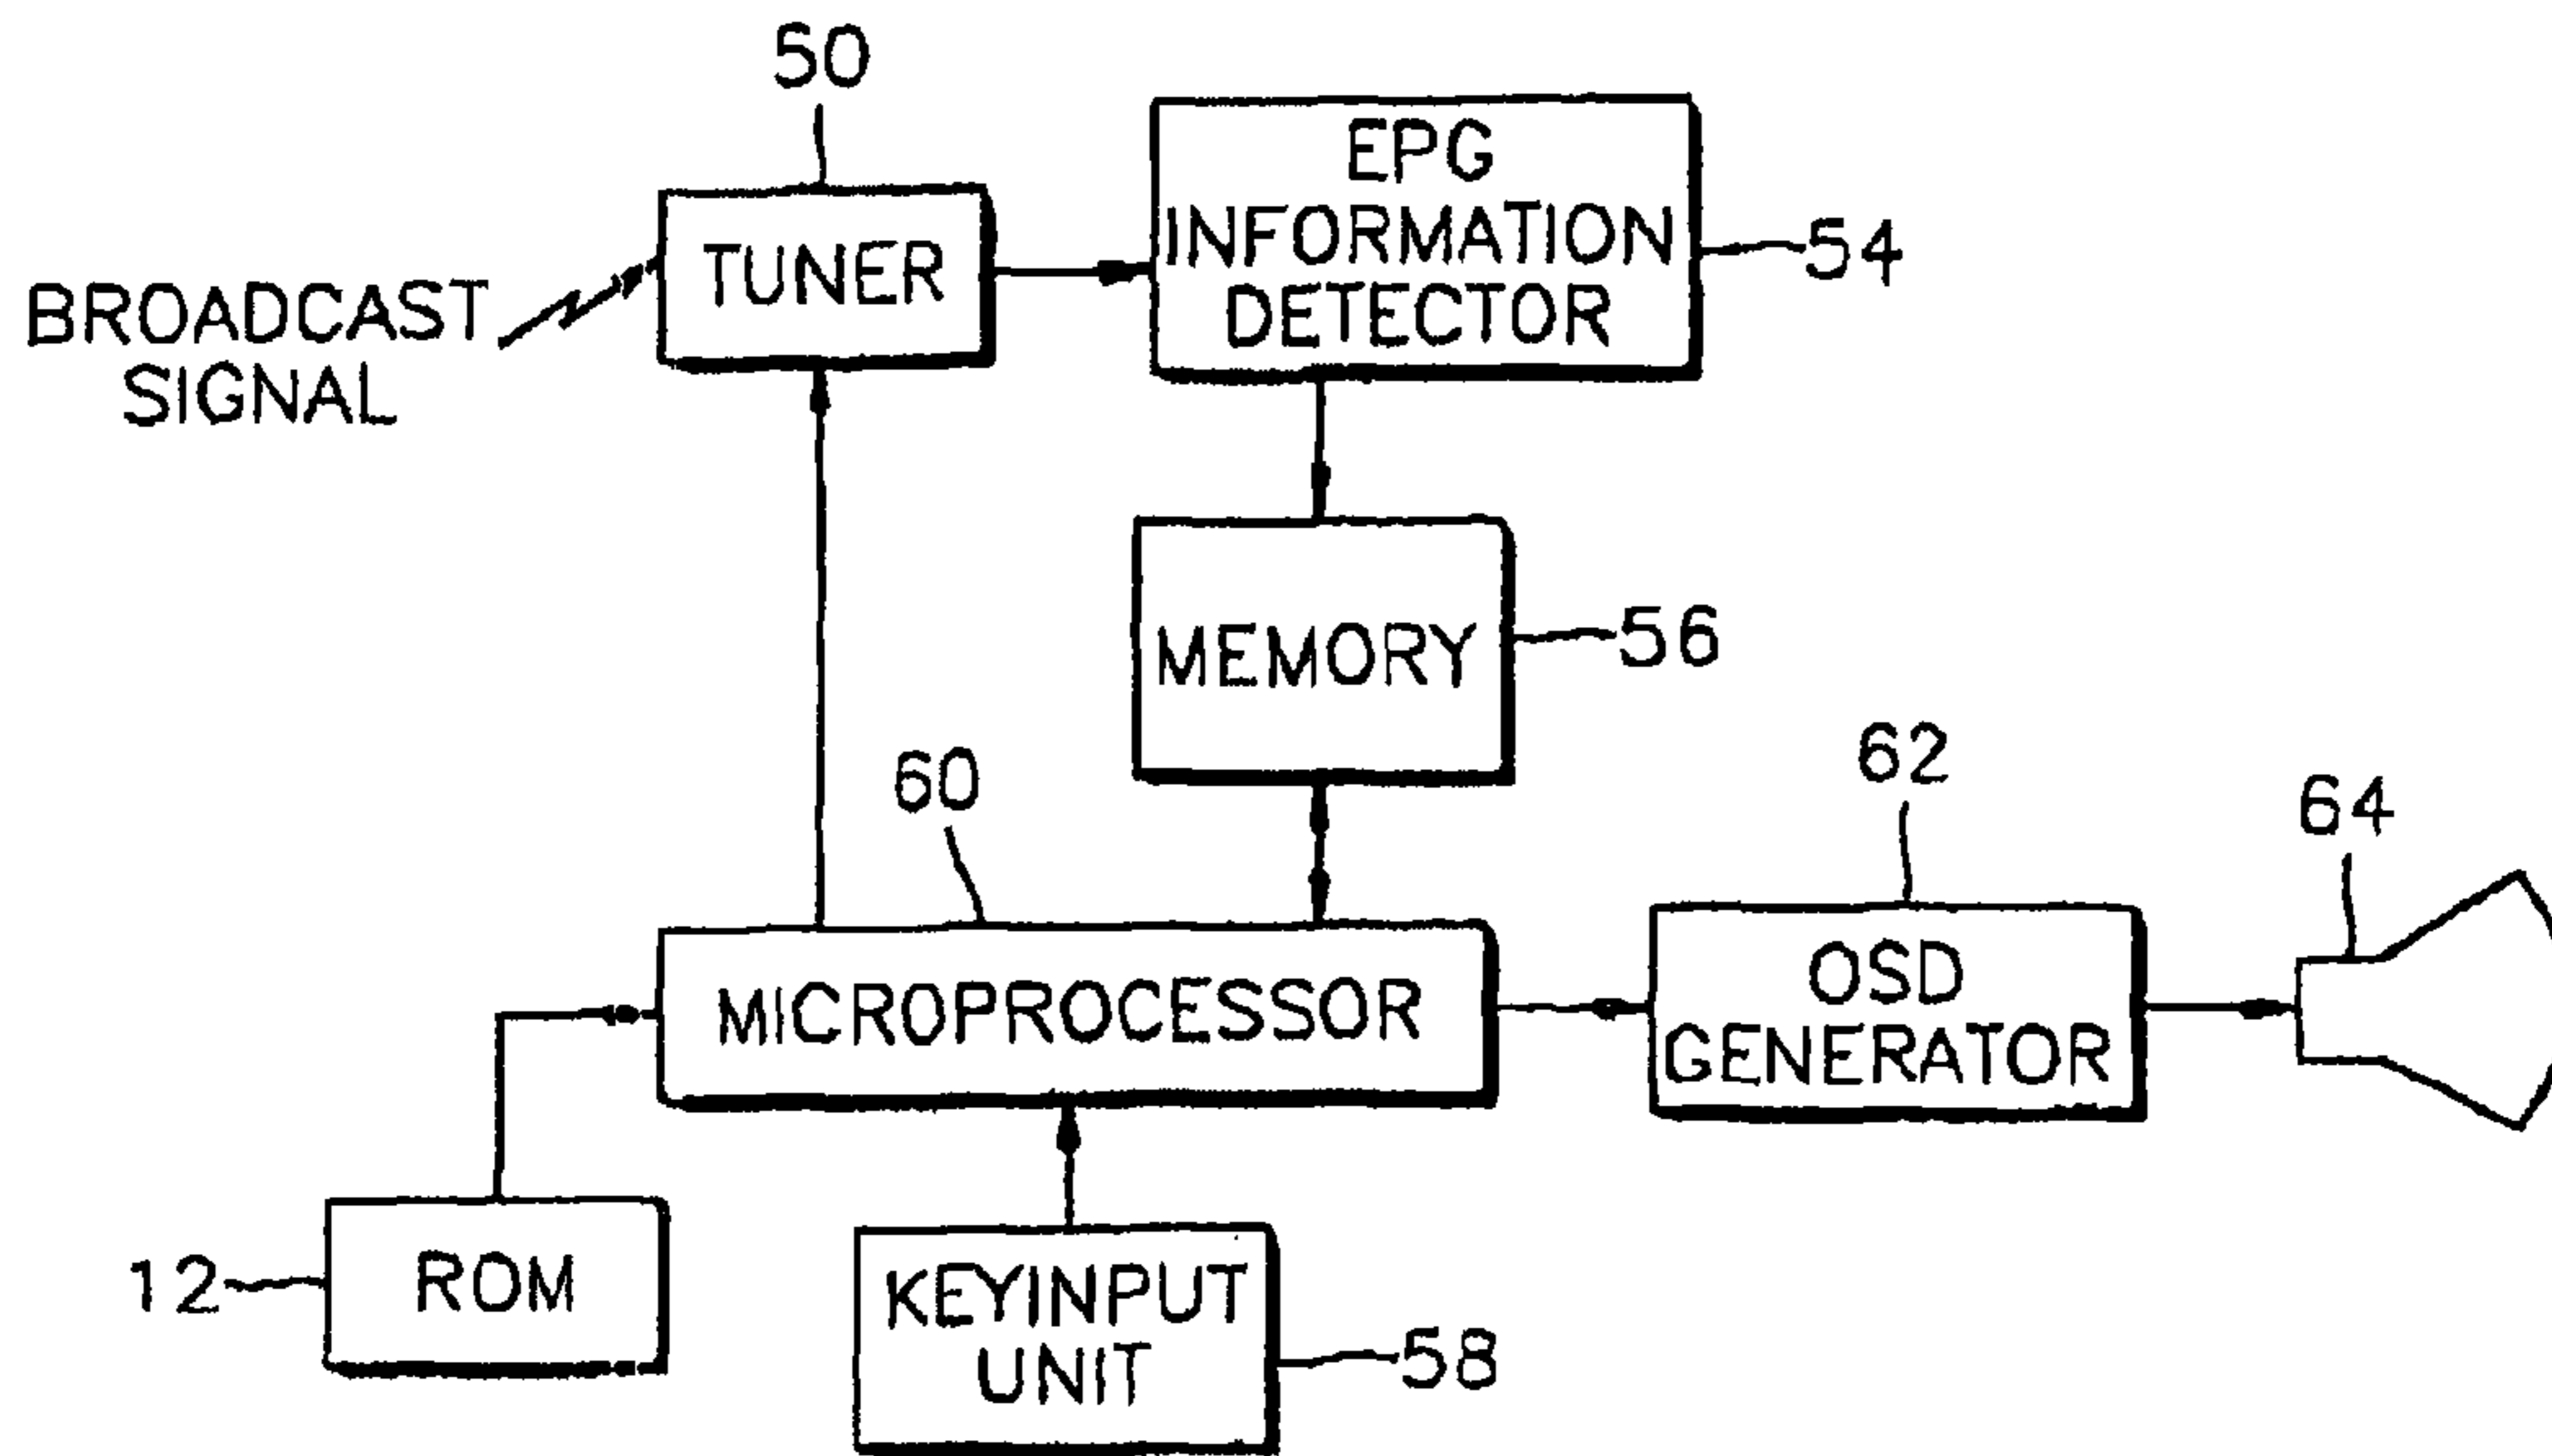 50
EPG
INFORMATION
DETECTOR
54
TUNER
BROADCAST
SIGNAL
MEMORY
56
60
62
64
MICROPROCESSOR
OSD
GENERATOR
12
ROM
KEYINPUT
UNIT
58